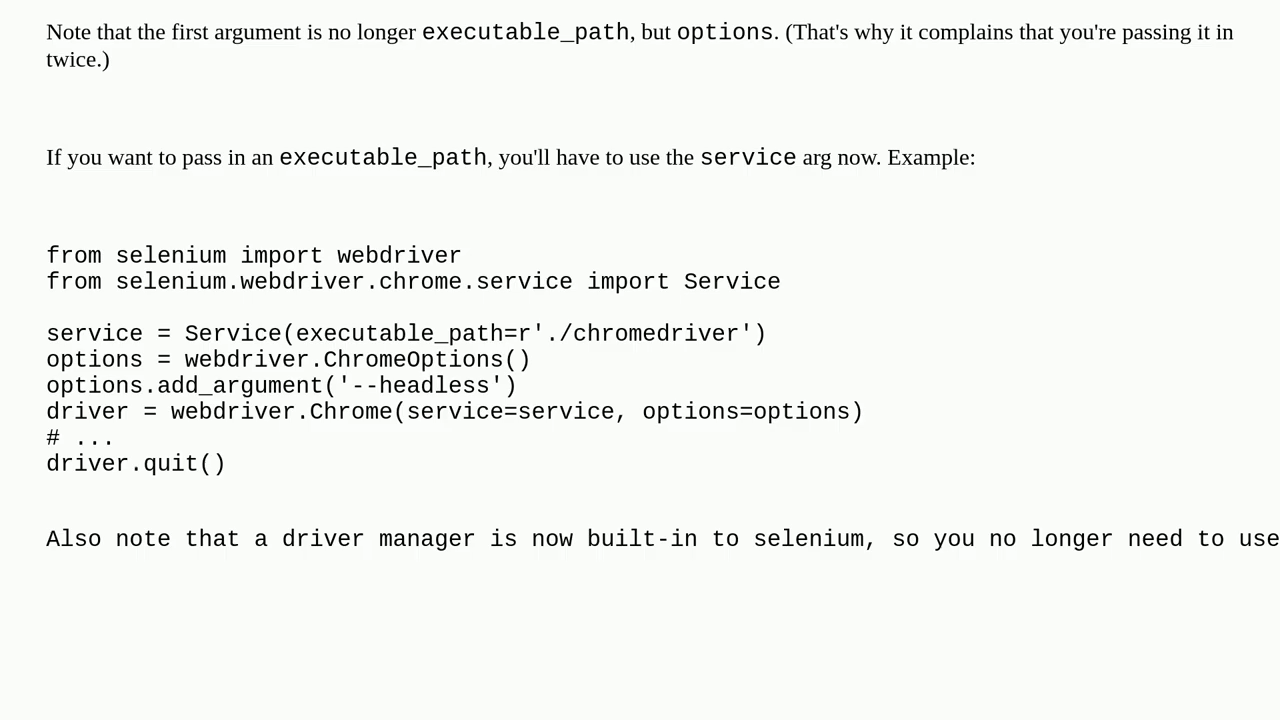 Note that the first argument is no longer executable_path, but options. (That's why it complains that you're passing it in
twice.)
If you want to pass in an executable_path, you'll have to use the service arg now. Example:
from selenium import webdriver
from selenium.webdriver.chrome.service import Service
service = Service(executable_path=r'./chromedriver')
options = webdriver.ChromeOptions()
options.add_argument('--headless')
driver = webdriver.Chrome(service=service, options=options)
# ...
driver.quit()
Also note that a driver manager is now built-in to selenium, so you no longer need to use